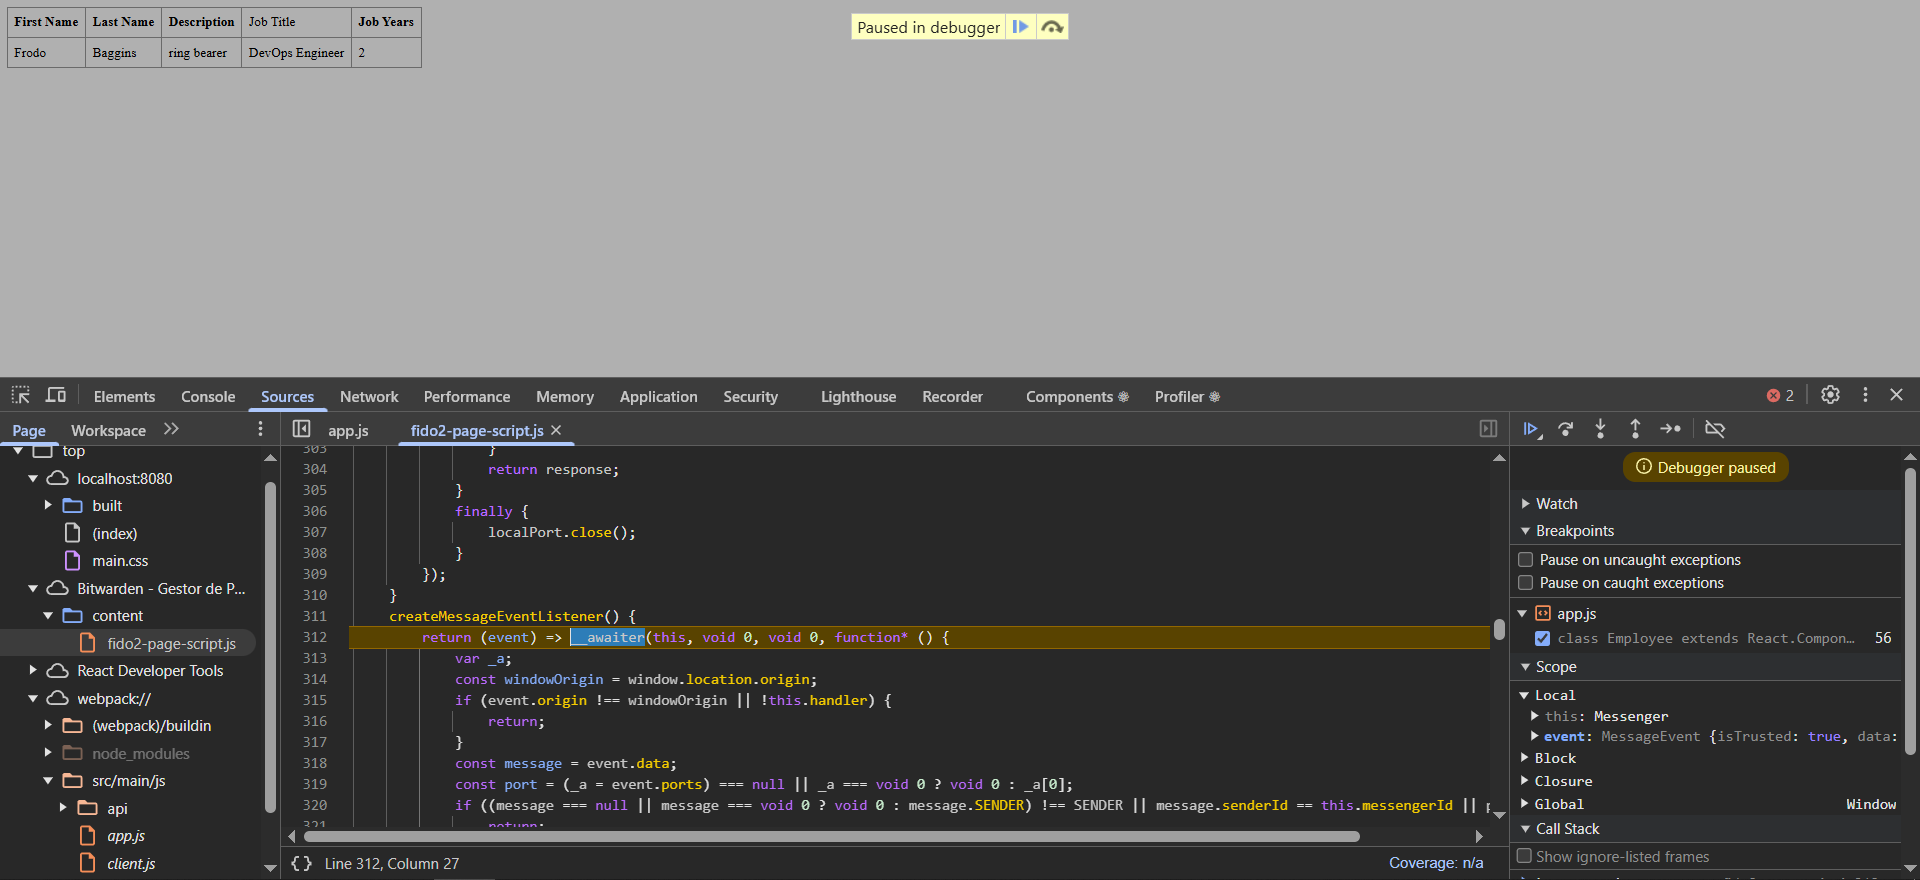 First Name Last Name Description Job Title Job Years
Frodo Baggins ring bearer DevOps Engineer 2
Paused in debugger
Elements Console Sources Network Performance Memory Application Security Lighthouse Recorder Components Profiler 2
Page Workspace
top
localhost:8080
built
(index)
main.css
Bitwarden - Gestor de P...
content
fido2-page-script.js
React Developer Tools
webpack://
(webpack)/buildin
node_modules
src/main/js
api
app.js
client.js
app.js fido2-page-script.js
303 }
304 return response;
305 }
306 finally {
307 localPort.close();
308 }
309 });
310 }
311 createMessageEventListener() {
312 return (event) => __awaiter(this, void 0, void 0, function* () {
313 var _a;
314 const windowOrigin = window.location.origin;
315 if (event.origin !== windowOrigin || !this.handler) {
316 return;
317 }
318 const message = event.data;
319 const port = (_a = event.ports) === null || _a === void 0 ? void 0 : _a[0];
320 if ((message === null || message === void 0 ? void 0 : message.SENDER) !== SENDER || message.senderId == this.messengerId ||
321 return;
{} Line 312, Column 27
Coverage: n/a
Debugger paused
Watch
Breakpoints
Pause on uncaught exceptions
Pause on caught exceptions
app.js
class Employee extends React.Compon... 56
Scope
Local
this: Messenger
event: MessageEvent {isTrusted: true, data:
Block
Closure
Global Window
Call Stack
Show ignore-listed frames